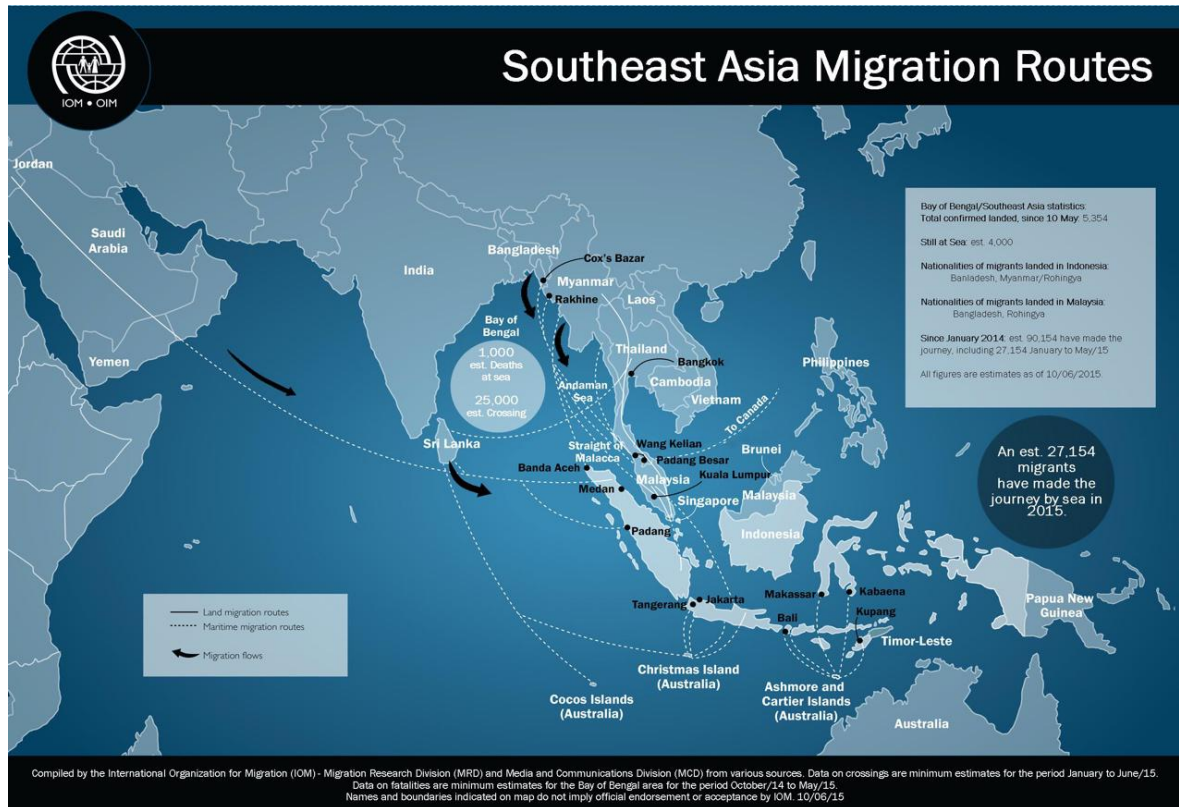 IOM • OIM
Southeast Asia Migration Routes
Jordan
Saudi
Arabia
Yemen
India
Bangladesh
Cox's Bazar
Myanmar
Rakhine
Laos
Bay of
Bengal
1,000
est. Deaths
at sea
25,000
est. Crossing
Andaman
Sea
Thailand
Bangkok
Cambodia
Vietnam
Philippines
To Canada
Sri Lanka
Straight of
Malacca
Wang Kelian
Padang Besar
Kuala Lumpur
Banda Aceh
Medan
Malaysia
Singapore
Brunei
Malaysia
Indonesia
Padang
Tangerang
Jakarta
Makassar
Kabaena
Bali
Kupang
Timor-Leste
Papua New
Guinea
Christmas Island
(Australia)
Cocos Islands
(Australia)
Ashmore and
Cartier Islands
(Australia)
Australia
Bay of Bengal/Southeast Asia statistics:
Total confirmed landed, since 10 May: 5,354
Still at Sea: est. 4,000
Nationalities of migrants landed in Indonesia:
Banladesh, Myanmar/Rohingya
Nationalities of migrants landed in Malaysia:
Bangladesh, Rohingya
Since January 2014: est. 90,154 have made the
journey, including 27,154 January to May/15
All figures are estimates as of 10/06/2015.
An est. 27,154
migrants
have made the
journey by sea in
2015.
Land migration routes
Maritime migration routes
Migration flows
Compiled by the International Organization for Migration (IOM) - Migration Research Division (MRD) and Media and Communications Division (MCD) from various sources. Data on crossings are minimum estimates for the period January to June/15.
Data on fatalities are minimum estimates for the Bay of Bengal area for the period October/14 to May/15.
Names and boundaries indicated on map do not imply official endorsement or acceptance by IOM. 10/06/15